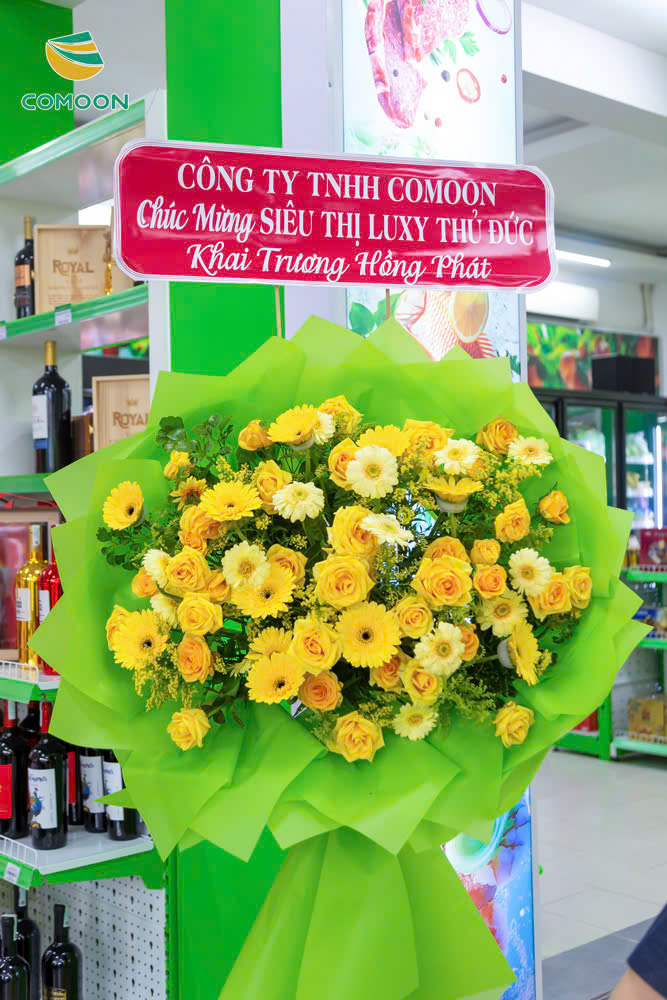 COMOON
CÔNG TY TNHH COMOON
Chúc Mừng SIÊU THỊ LUXY THỦ ĐỨC
Khai Trương Hồng Phát
ROYAL
ROYAL